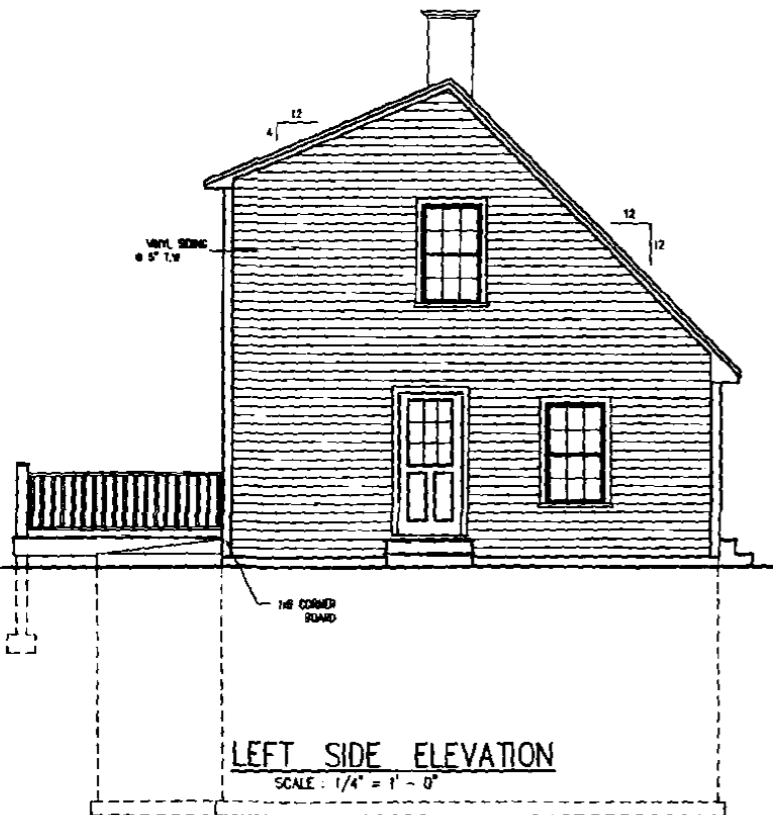 12
4
12
12
VINYL SIDING
@ 5" T.W
1x8 CORNER
BOARD
LEFT SIDE ELEVATION
SCALE : 1/4" = 1' - 0"